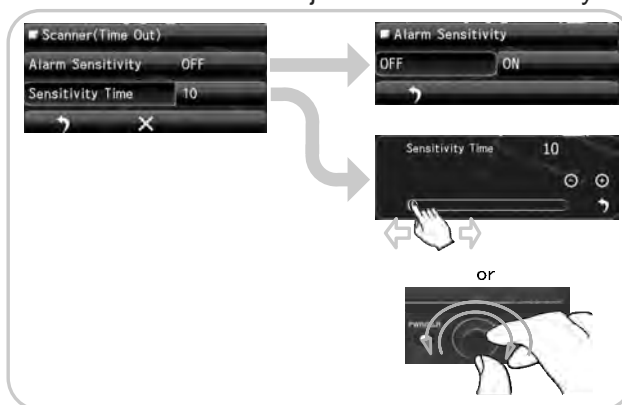 Scanner(Time Out)
Alarm Sensitivity OFF
Sensitivity Time 10
Alarm Sensitivity
OFF ON
Sensitivity Time 10
or